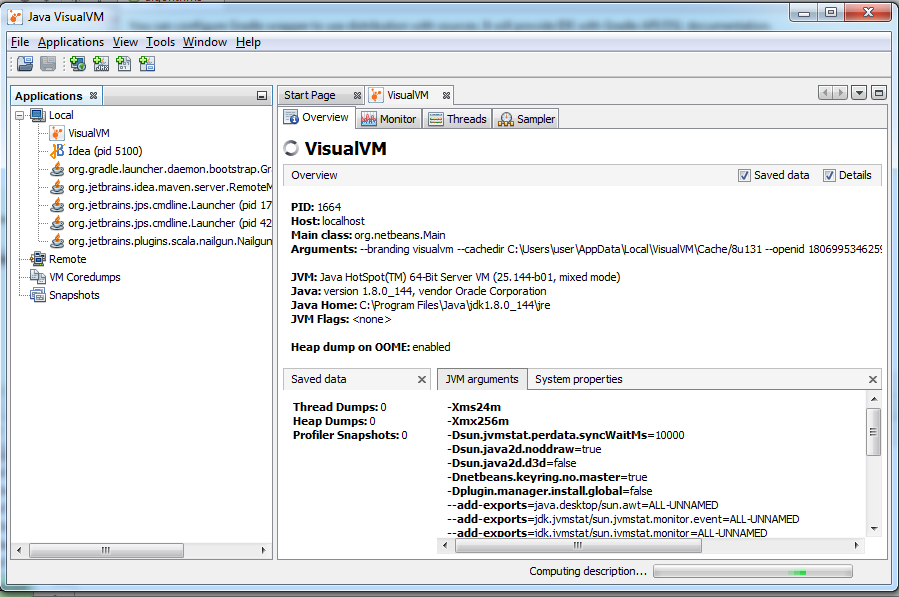 Java VisualVM
File Applications View Tools Window Help
Applications
Local
VisualVM
Idea (pid 5100)
org.gradle.launcher.daemon.bootstrap.Gr
org.jetbrains.idea.maven.server.RemoteM
org.jetbrains.jps.cmdline.Launcher (pid 17
org.jetbrains.jps.cmdline.Launcher (pid 42
org.jetbrains.plugins.scala.nailgun.Nailgun
Remote
VM Coredumps
Snapshots
Start Page VisualVM
Overview Monitor Threads Sampler
VisualVM
Overview Saved data Details
PID: 1664
Host: localhost
Main class: org.netbeans.Main
Arguments: --branding visualvm --cachedir C:\Users\user\AppData\Local\VisualVM\Cache/8u131 --openid 1806995346259
JVM: Java HotSpot(TM) 64-Bit Server VM (25.144-b01, mixed mode)
Java: version 1.8.0_144, vendor Oracle Corporation
Java Home: C:\Program Files\Java\jdk1.8.0_144\jre
JVM Flags: <none>
Heap dump on OOME: enabled
Saved data
Thread Dumps: 0
Heap Dumps: 0
Profiler Snapshots: 0
JVM arguments System properties
-Xms24m
-Xmx256m
-Dsun.jvmstat.perdata.syncWaitMs=10000
-Dsun.java2d.noddraw=true
-Dsun.java2d.d3d=false
-Dnetbeans.keyring.no.master=true
-Dplugin.manager.install.global=false
--add-exports=java.desktop/sun.awt=ALL-UNNAMED
--add-exports=jdk.jvmstat/sun.jvmstat.monitor.event=ALL-UNNAMED
--add-exports=jdk.jvmstat/sun.jvmstat.monitor=ALL-UNNAMED
Computing description...